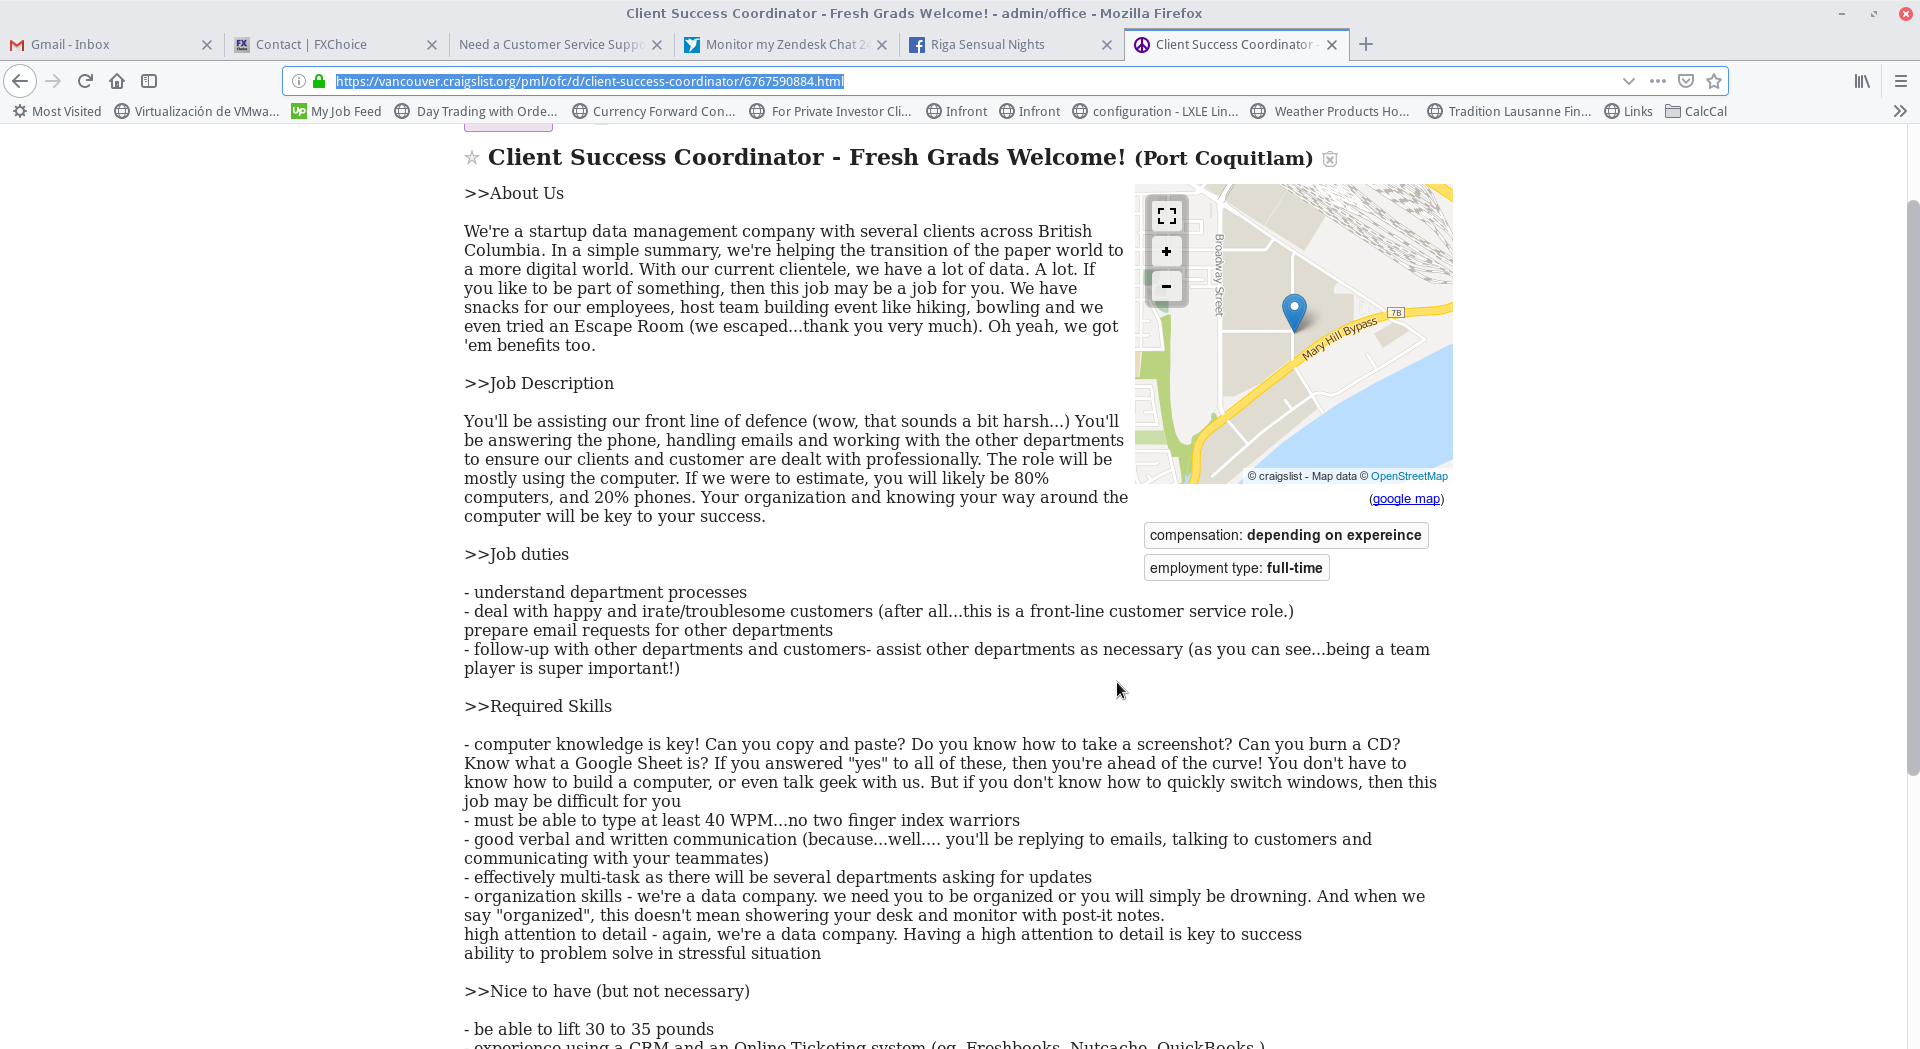 Client Success Coordinator - Fresh Grads Welcome! - admin/office - Mozilla Firefox
Gmail - Inbox
Contact | FXChoice
Need a Customer Service Suppo
Monitor my Zendesk Chat 24
Riga Sensual Nights
Client Success Coordinator -
https://vancouver.craigslist.org/pml/ofc/d/client-success-coordinator/6767590884.html
Most Visited
Virtualización de VMwa...
My Job Feed
Day Trading with Orde...
Currency Forward Con...
For Private Investor Cli...
Infront
Infront
configuration - LXLE Lin...
Weather Products Ho...
Tradition Lausanne Fin...
Links
CalcCal
Client Success Coordinator - Fresh Grads Welcome! (Port Coquitlam)
>>About Us
We're a startup data management company with several clients across British
Columbia. In a simple summary, we're helping the transition of the paper world to
a more digital world. With our current clientele, we have a lot of data. A lot. If
you like to be part of something, then this job may be a job for you. We have
snacks for our employees, host team building event like hiking, bowling and we
even tried an Escape Room (we escaped...thank you very much). Oh yeah, we got
'em benefits too.
>>Job Description
You'll be assisting our front line of defence (wow, that sounds a bit harsh...) You'll
be answering the phone, handling emails and working with the other departments
to ensure our clients and customer are dealt with professionally. The role will be
mostly using the computer. If we were to estimate, you will likely be 80%
computers, and 20% phones. Your organization and knowing your way around the
computer will be key to your success.
+
−
Broadway Street
7B
Mary Hill Bypass
© craigslist - Map data © OpenStreetMap
(google map)
compensation: depending on expereince
employment type: full-time
>>Job duties
- understand department processes
- deal with happy and irate/troublesome customers (after all...this is a front-line customer service role.)
prepare email requests for other departments
- follow-up with other departments and customers- assist other departments as necessary (as you can see...being a team
player is super important!)
>>Required Skills
- computer knowledge is key! Can you copy and paste? Do you know how to take a screenshot? Can you burn a CD?
Know what a Google Sheet is? If you answered "yes" to all of these, then you're ahead of the curve! You don't have to
know how to build a computer, or even talk geek with us. But if you don't know how to quickly switch windows, then this
job may be difficult for you
- must be able to type at least 40 WPM...no two finger index warriors
- good verbal and written communication (because...well.... you'll be replying to emails, talking to customers and
communicating with your teammates)
- effectively multi-task as there will be several departments asking for updates
- organization skills - we're a data company. we need you to be organized or you will simply be drowning. And when we
say "organized", this doesn't mean showering your desk and monitor with post-it notes.
high attention to detail - again, we're a data company. Having a high attention to detail is key to success
ability to problem solve in stressful situation
>>Nice to have (but not necessary)
- be able to lift 30 to 35 pounds
- experience using a CRM and an Online Ticketing system (eg. Freshbooks, Nutcache, QuickBooks,)